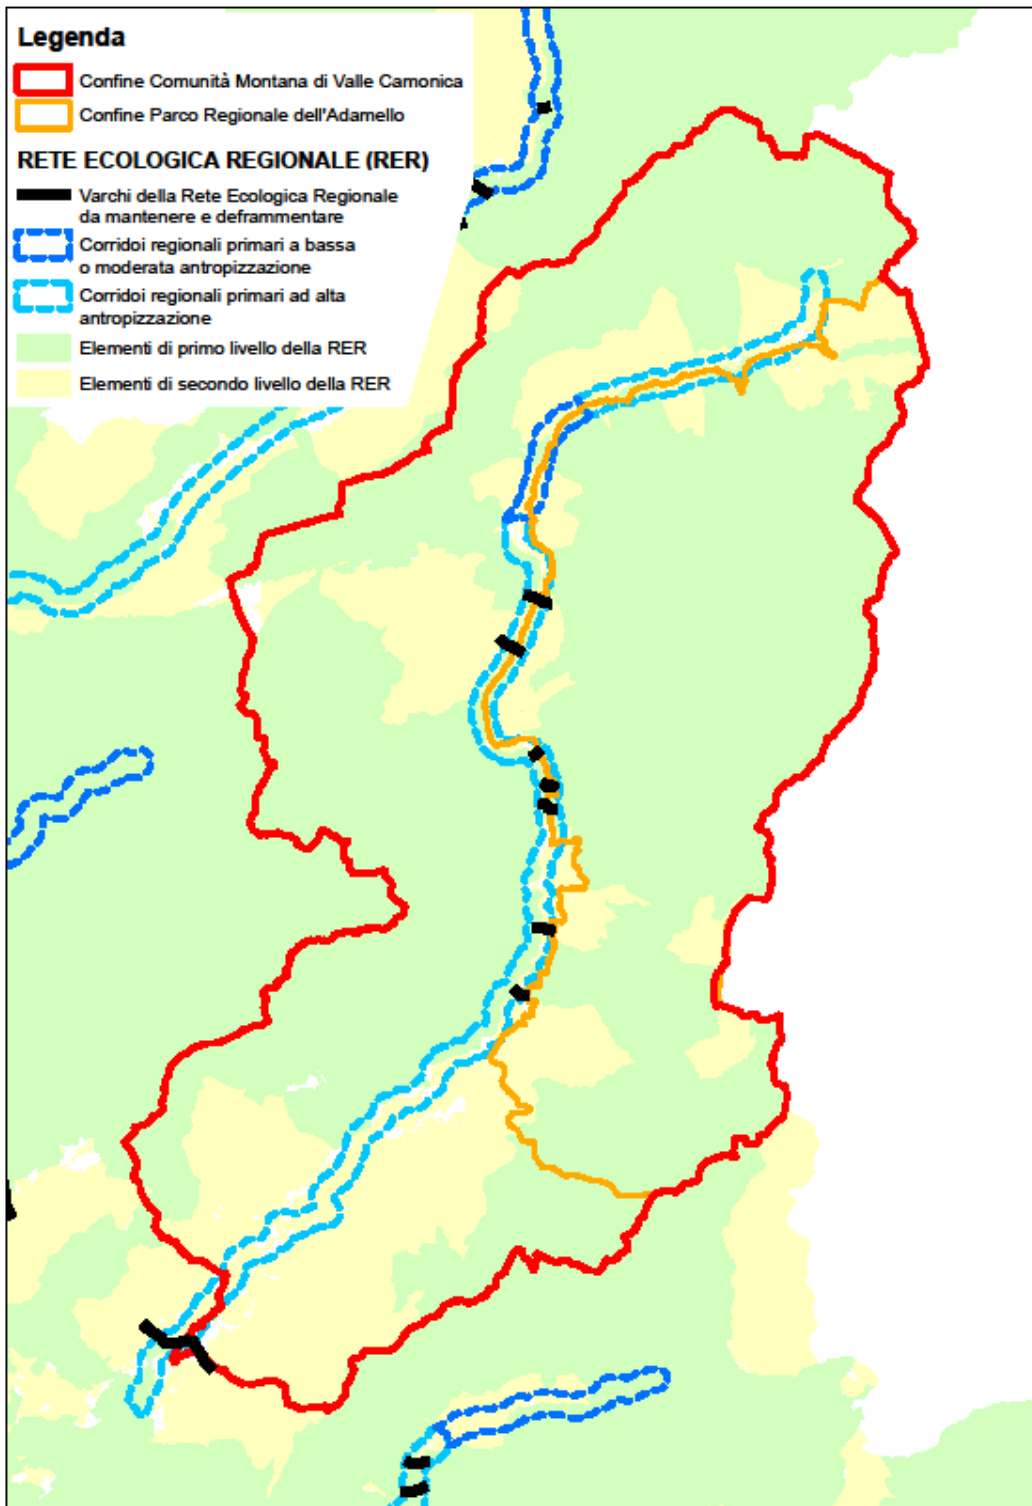 Legenda
Confine Comunità Montana di Valle Camonica
Confine Parco Regionale dell'Adamello
RETE ECOLOGICA REGIONALE (RER)
Varchi della Rete Ecologica Regionale
da mantenere e deframmentare
Corridoi regionali primari a bassa
o moderata antropizzazione
Corridoi regionali primari ad alta
antropizzazione
Elementi di primo livello della RER
Elementi di secondo livello della RER